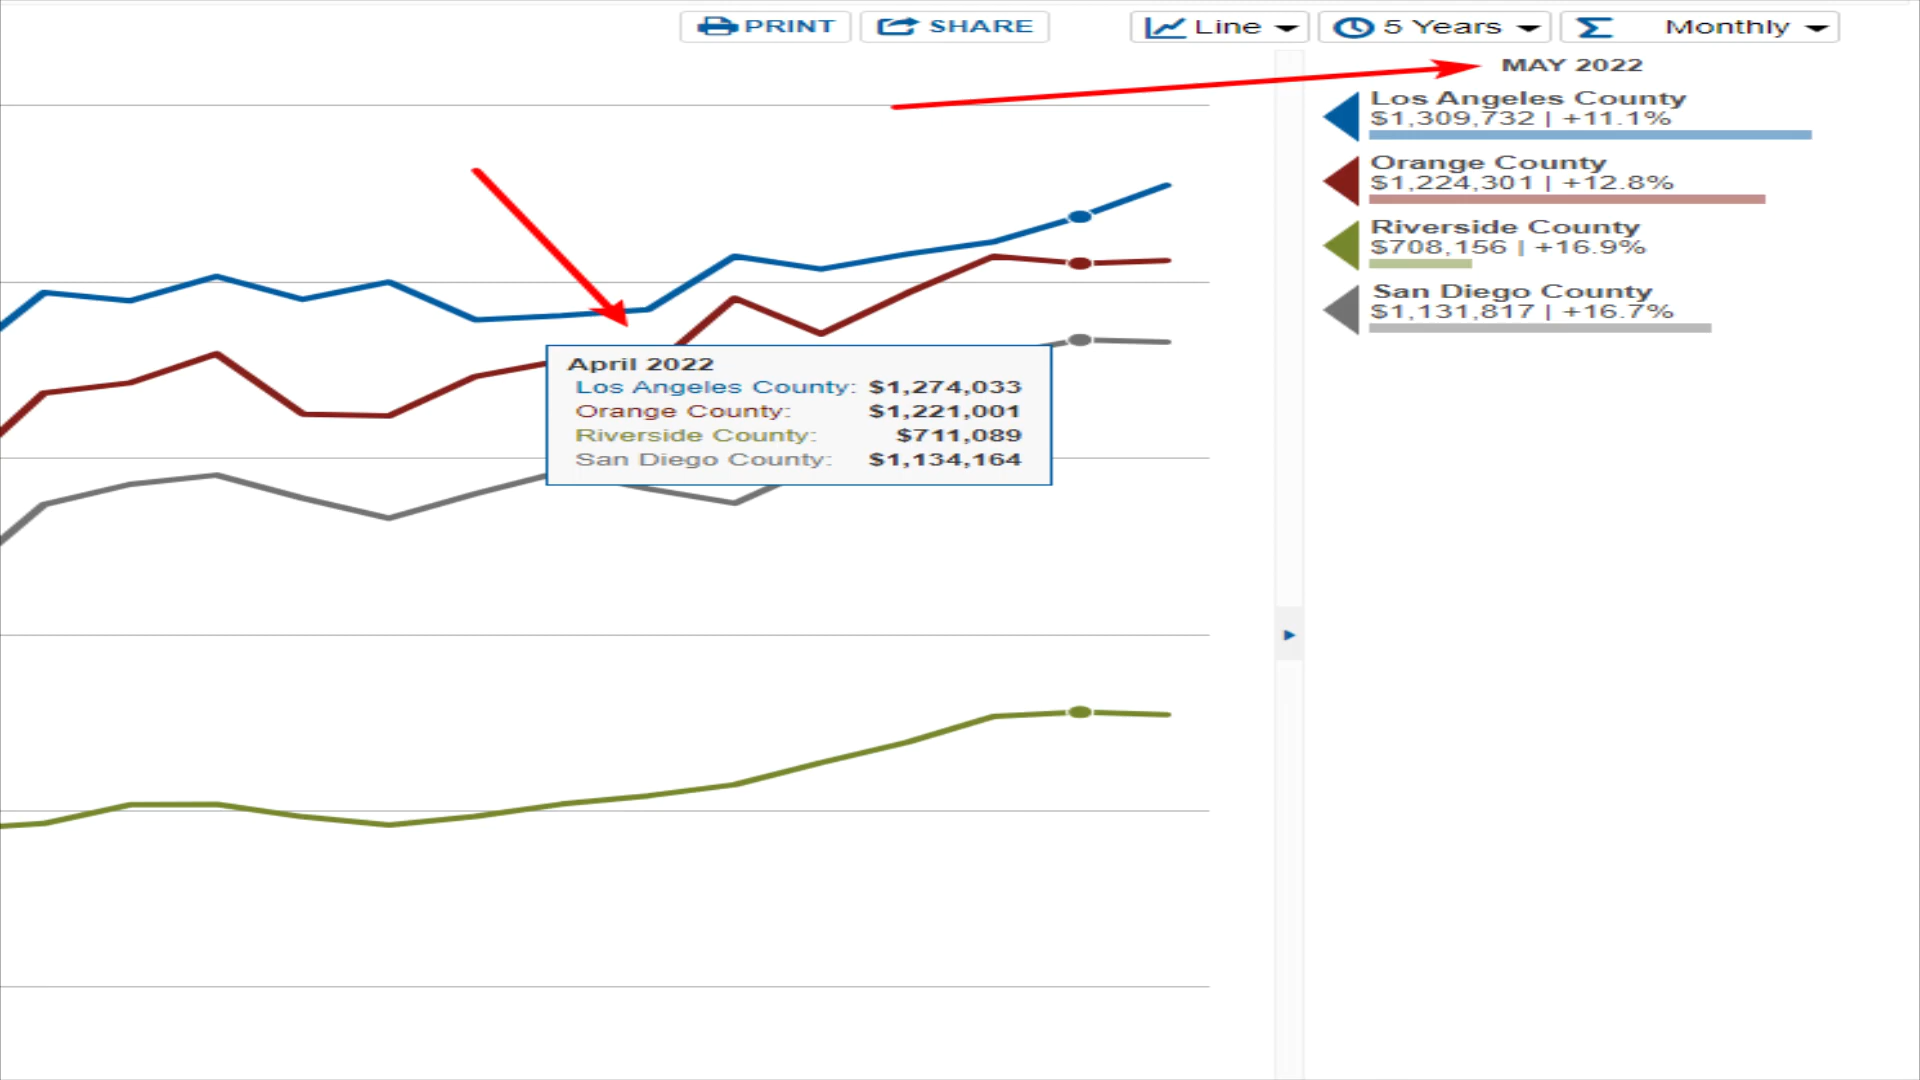 PRINT SHARE Line 5 Years Monthly
MAY 2022
Los Angeles County
$1,309,732 | +11.1%
Orange County
$1,224,301 | +12.8%
Riverside County
$708,156 | +16.9%
San Diego County
$1,131,817 | +16.7%
April 2022
Los Angeles County: $1,274,033
Orange County: $1,221,001
Riverside County: $711,089
San Diego County: $1,134,164